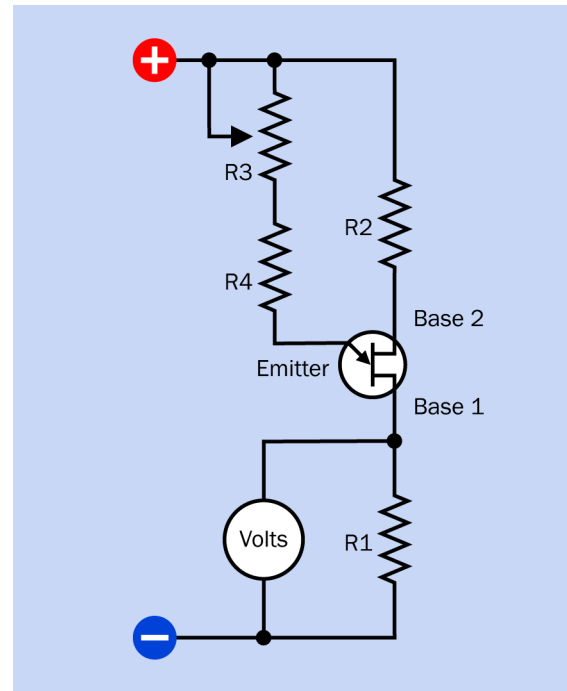 +
R3
R2
R4
Base 2
Emitter
Base 1
Volts
R1
−